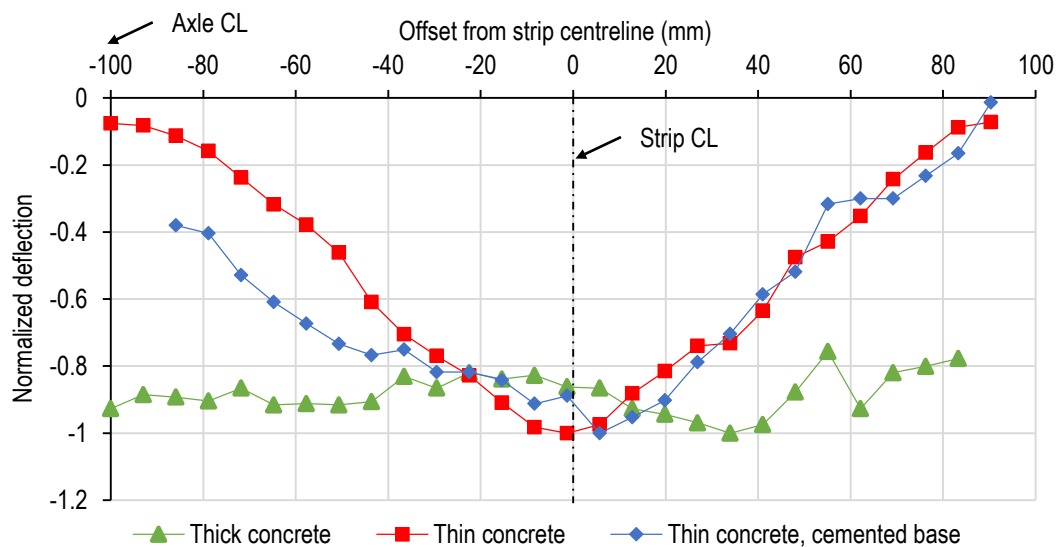 Axle CL
Offset from strip centreline (mm)
-100 -80 -60 -40 -20 0 20 40 60 80 100
0
Strip CL
-0.2
-0.4
-0.6
-0.8
-1
-1.2
Normalized deflection
Thick concrete Thin concrete Thin concrete, cemented base